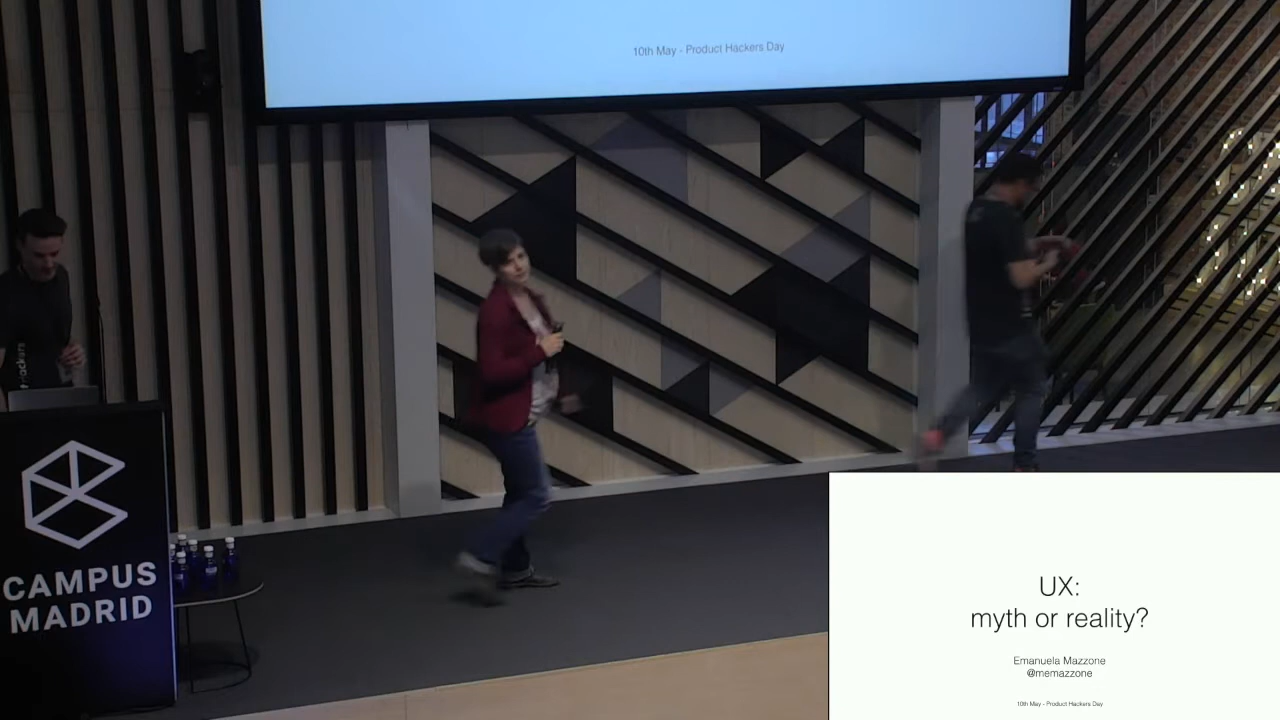 10th May - Product Hackers Day
hackers
CAMPUS
MADRID
UX:
myth or reality?
Emanuela Mazzone
@memazzone
10th May - Product Hackers Day